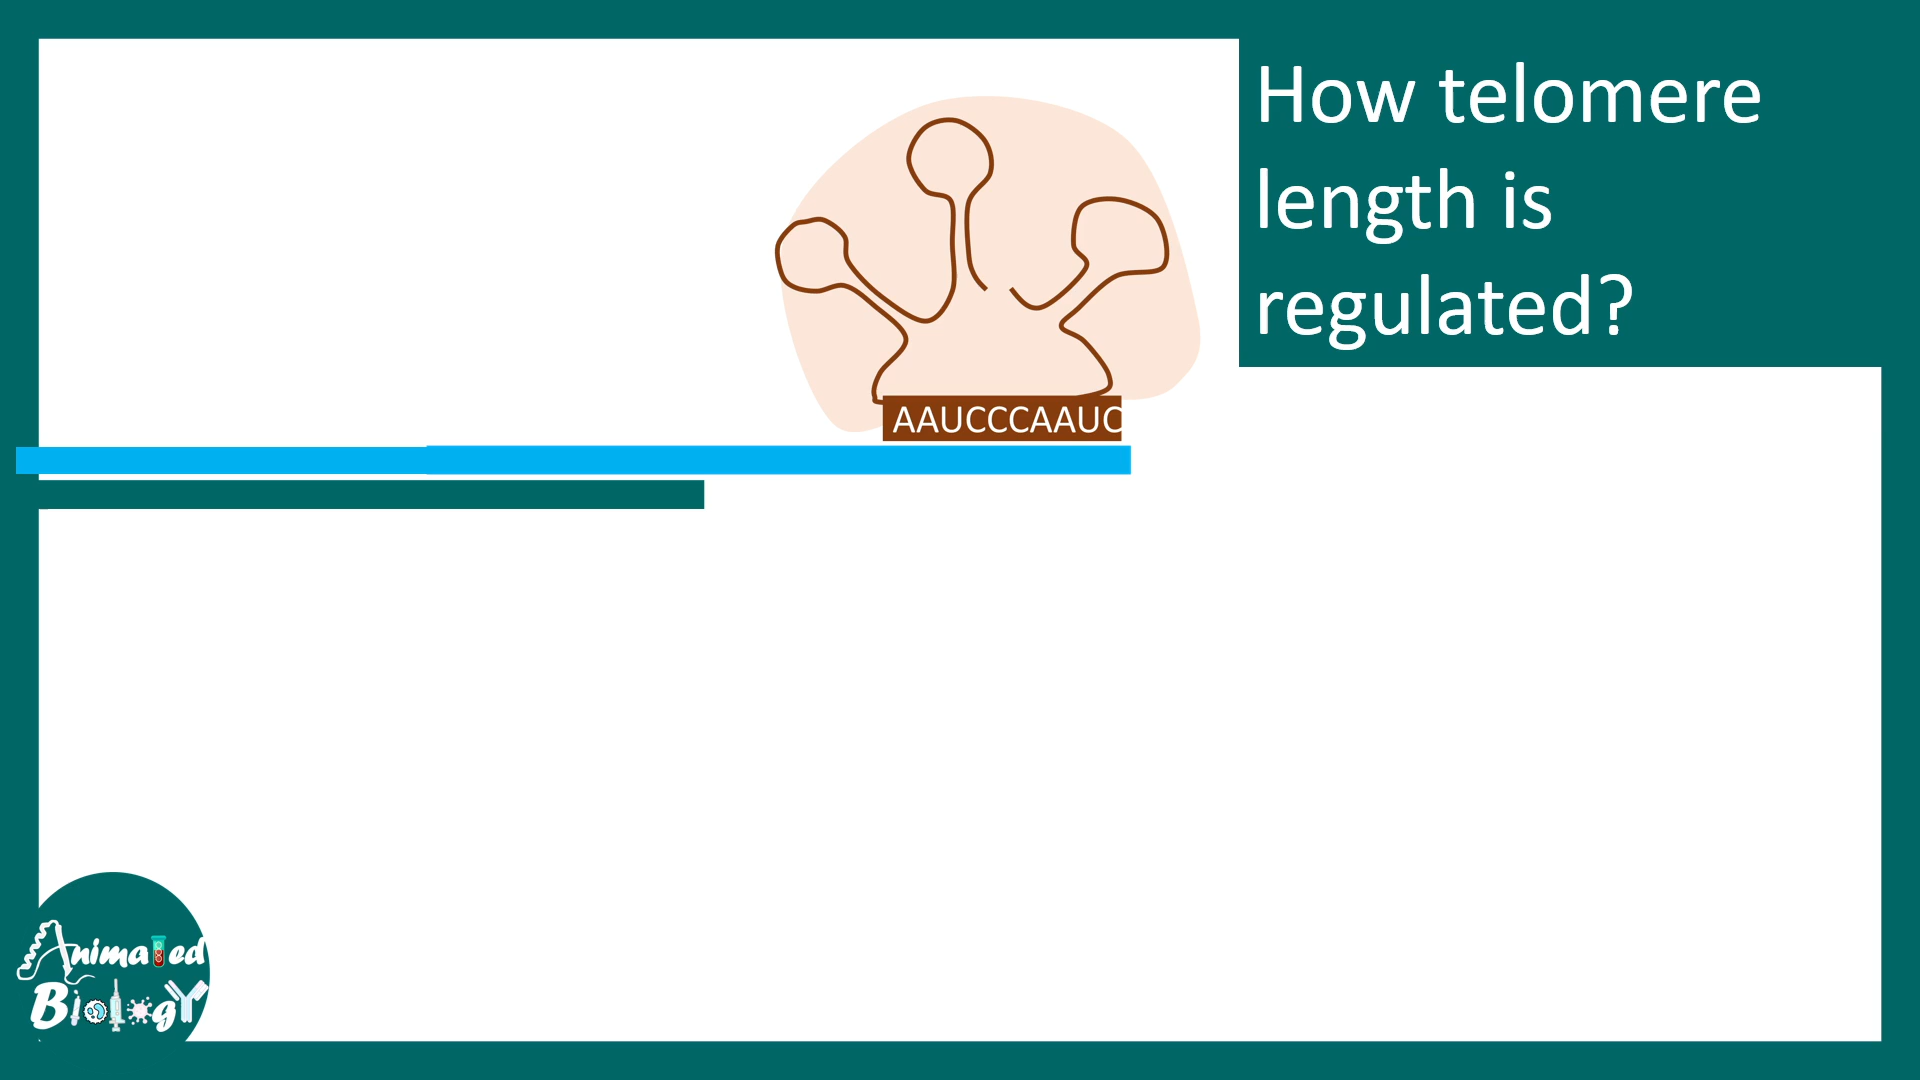 How telomere
length is
regulated?
AAUCCCAAUC
Animated
Biology